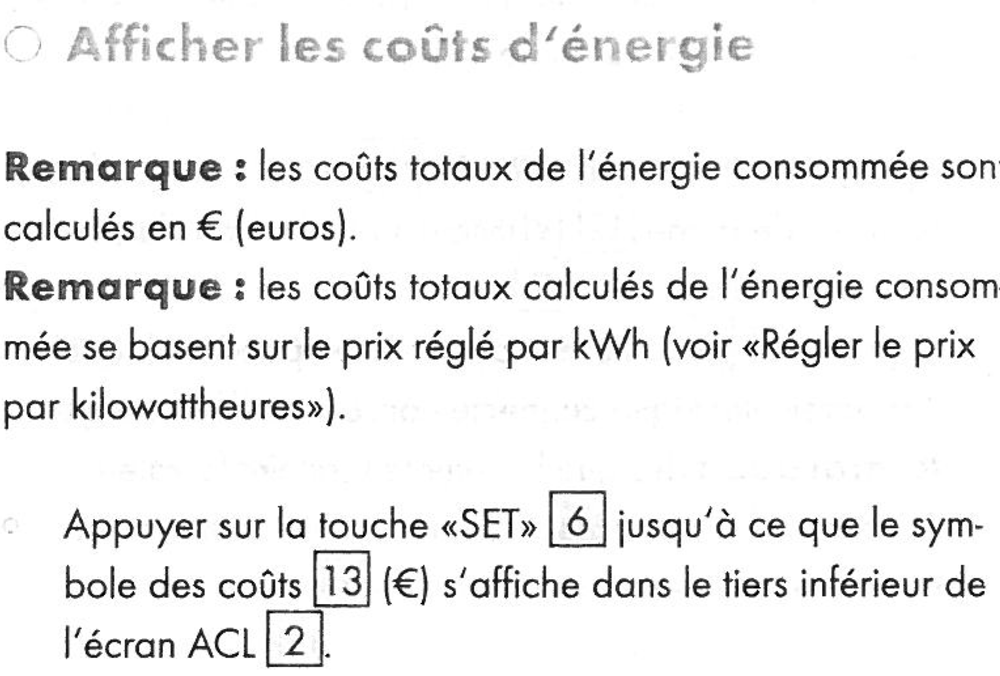 Afficher les coûts d'énergie
Remarque : les coûts totaux de l'énergie consommée sont
calculés en € (euros).
Remarque : les coûts totaux calculés de l'énergie consom-
mée se basent sur le prix réglé par kWh (voir «Régler le prix
par kilowattheures»).
Appuyer sur la touche «SET» 6 jusqu'à ce que le sym-
bole des coûts 13 (€) s'affiche dans le tiers inférieur de
l'écran ACL 2.